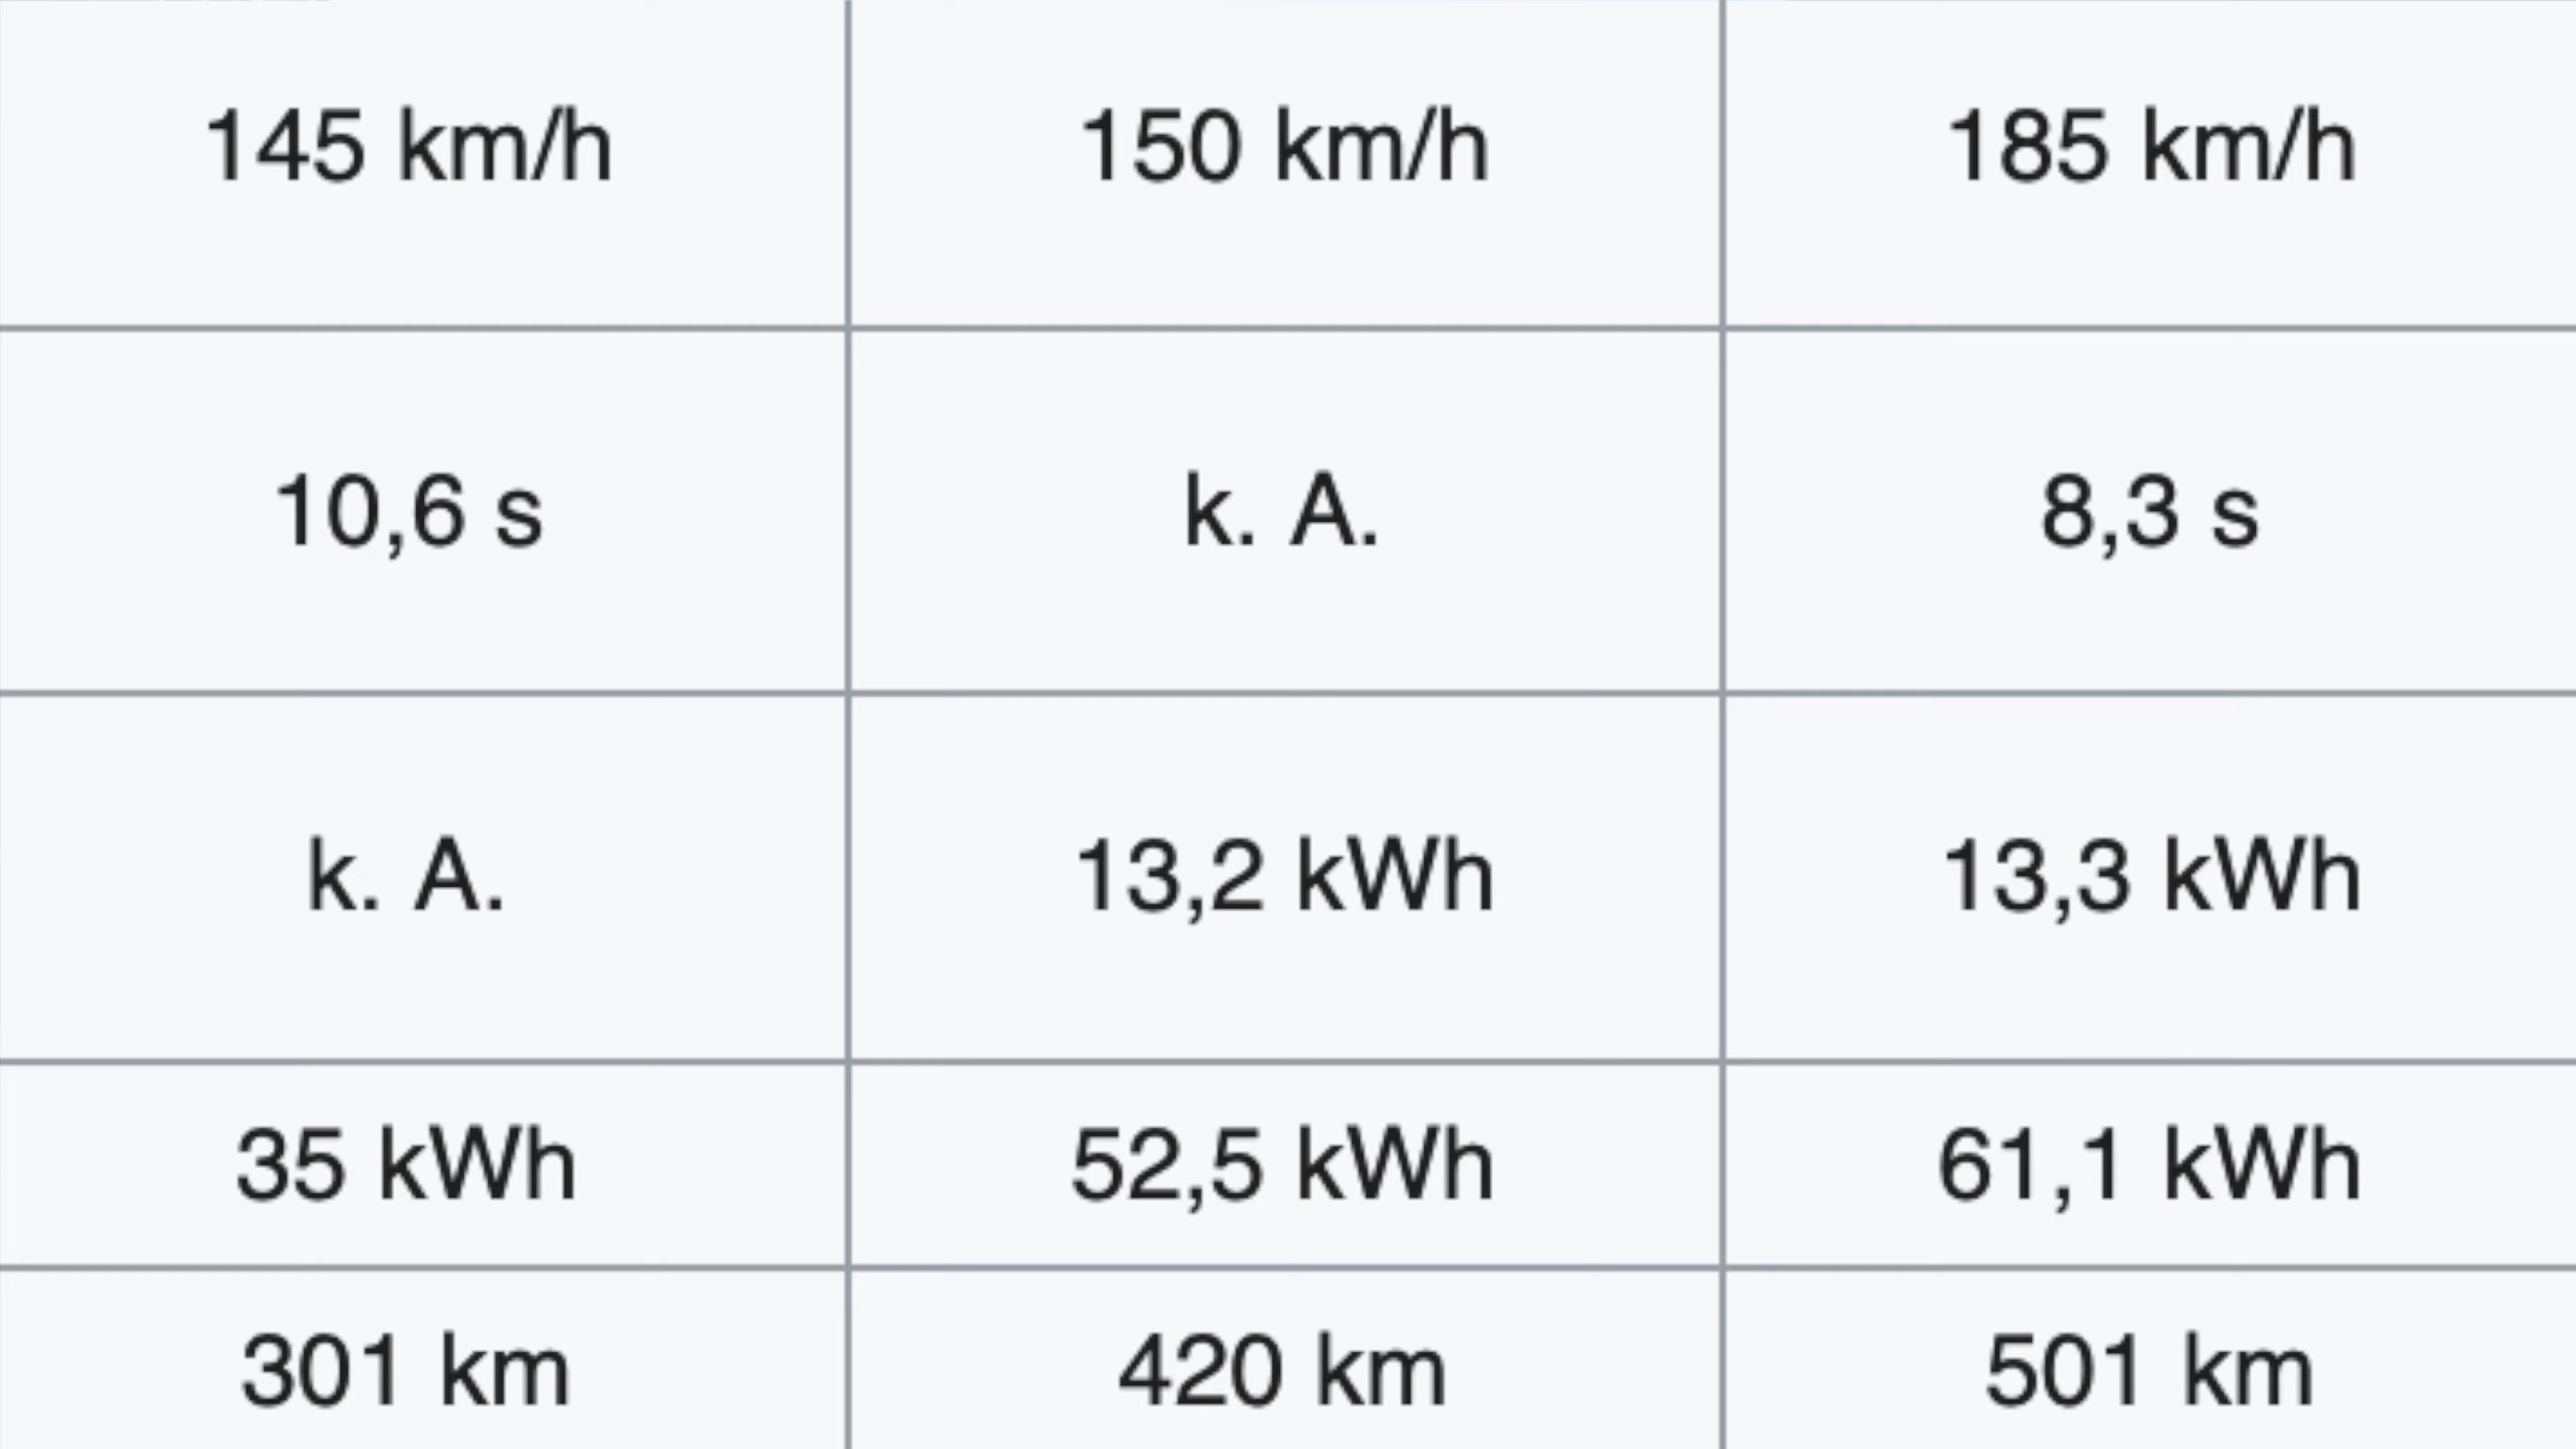 145 km/h 150 km/h 185 km/h
10,6 s k. A. 8,3 s
k. A. 13,2 kWh 13,3 kWh
35 kWh 52,5 kWh 61,1 kWh
301 km 420 km 501 km